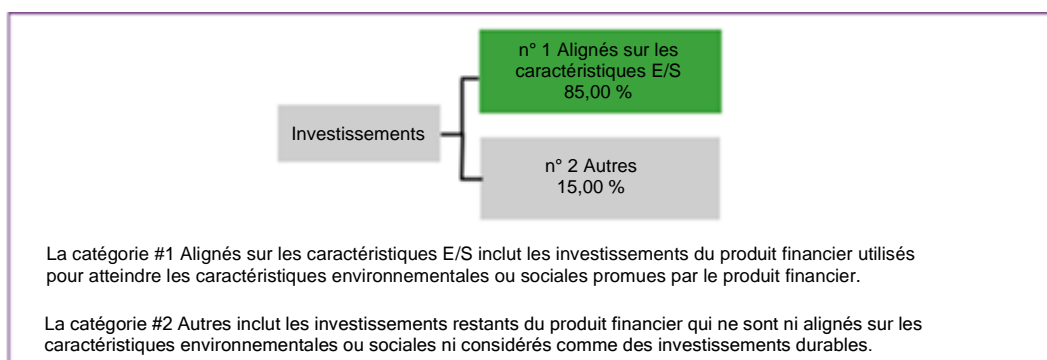 n° 1 Alignés sur les
caractéristiques E/S
85,00 %
Investissements
n° 2 Autres
15,00 %
La catégorie #1 Alignés sur les caractéristiques E/S inclut les investissements du produit financier utilisés
pour atteindre les caractéristiques environnementales ou sociales promues par le produit financier.
La catégorie #2 Autres inclut les investissements restants du produit financier qui ne sont ni alignés sur les
caractéristiques environnementales ou sociales ni considérés comme des investissements durables.